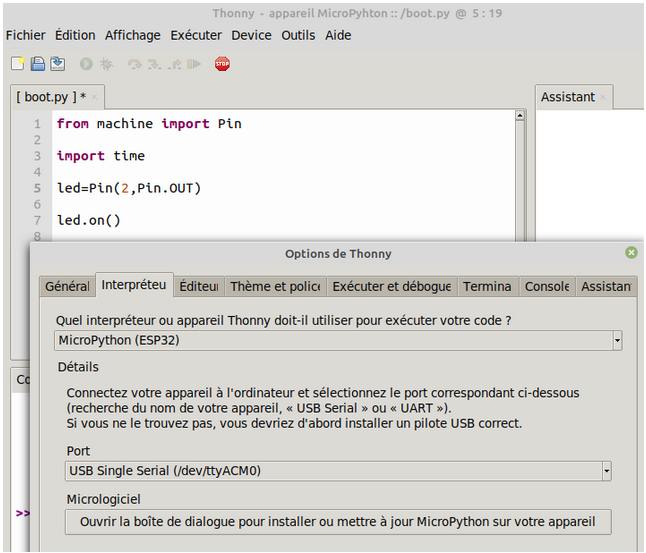 Thonny - appareil MicroPyhton :: /boot.py @ 5 : 19
Fichier Édition Affichage Exécuter Device Outils Aide
STOP
[ boot.py ] * ×
Assistant ×
1 from machine import Pin
2
3 import time
4
5 led=Pin(2,Pin.OUT)
6
7 led.on()
8
Options de Thonny
Général Interpréteu Éditeur Thème et police Exécuter et débogue Termina Console Assistan
Quel interpréteur ou appareil Thonny doit-il utiliser pour exécuter votre code ?
MicroPython (ESP32)
Détails
Co
Connectez votre appareil à l'ordinateur et sélectionnez le port correspondant ci-dessous
(recherche du nom de votre appareil, « USB Serial » ou « UART »).
Si vous ne le trouvez pas, vous devriez d'abord installer un pilote USB correct.
Port
USB Single Serial (/dev/ttyACM0)
Micrologiciel
>>
Ouvrir la boîte de dialogue pour installer ou mettre à jour MicroPython sur votre appareil